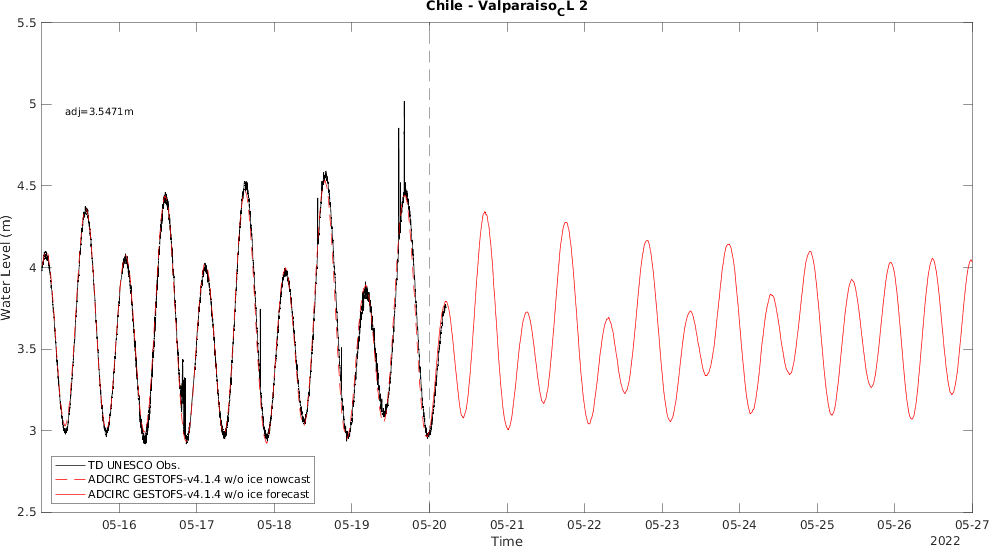 Chile - Valparaiso_CL 2
5.5
5
4.5
4
3.5
3
2.5
Water Level (m)
adj=3.5471m
TD UNESCO Obs.
ADCIRC GESTOFS-v4.1.4 w/o ice nowcast
ADCIRC GESTOFS-v4.1.4 w/o ice forecast
05-16 05-17 05-18 05-19 05-20 05-21 05-22 05-23 05-24 05-25 05-26 05-27
Time
2022